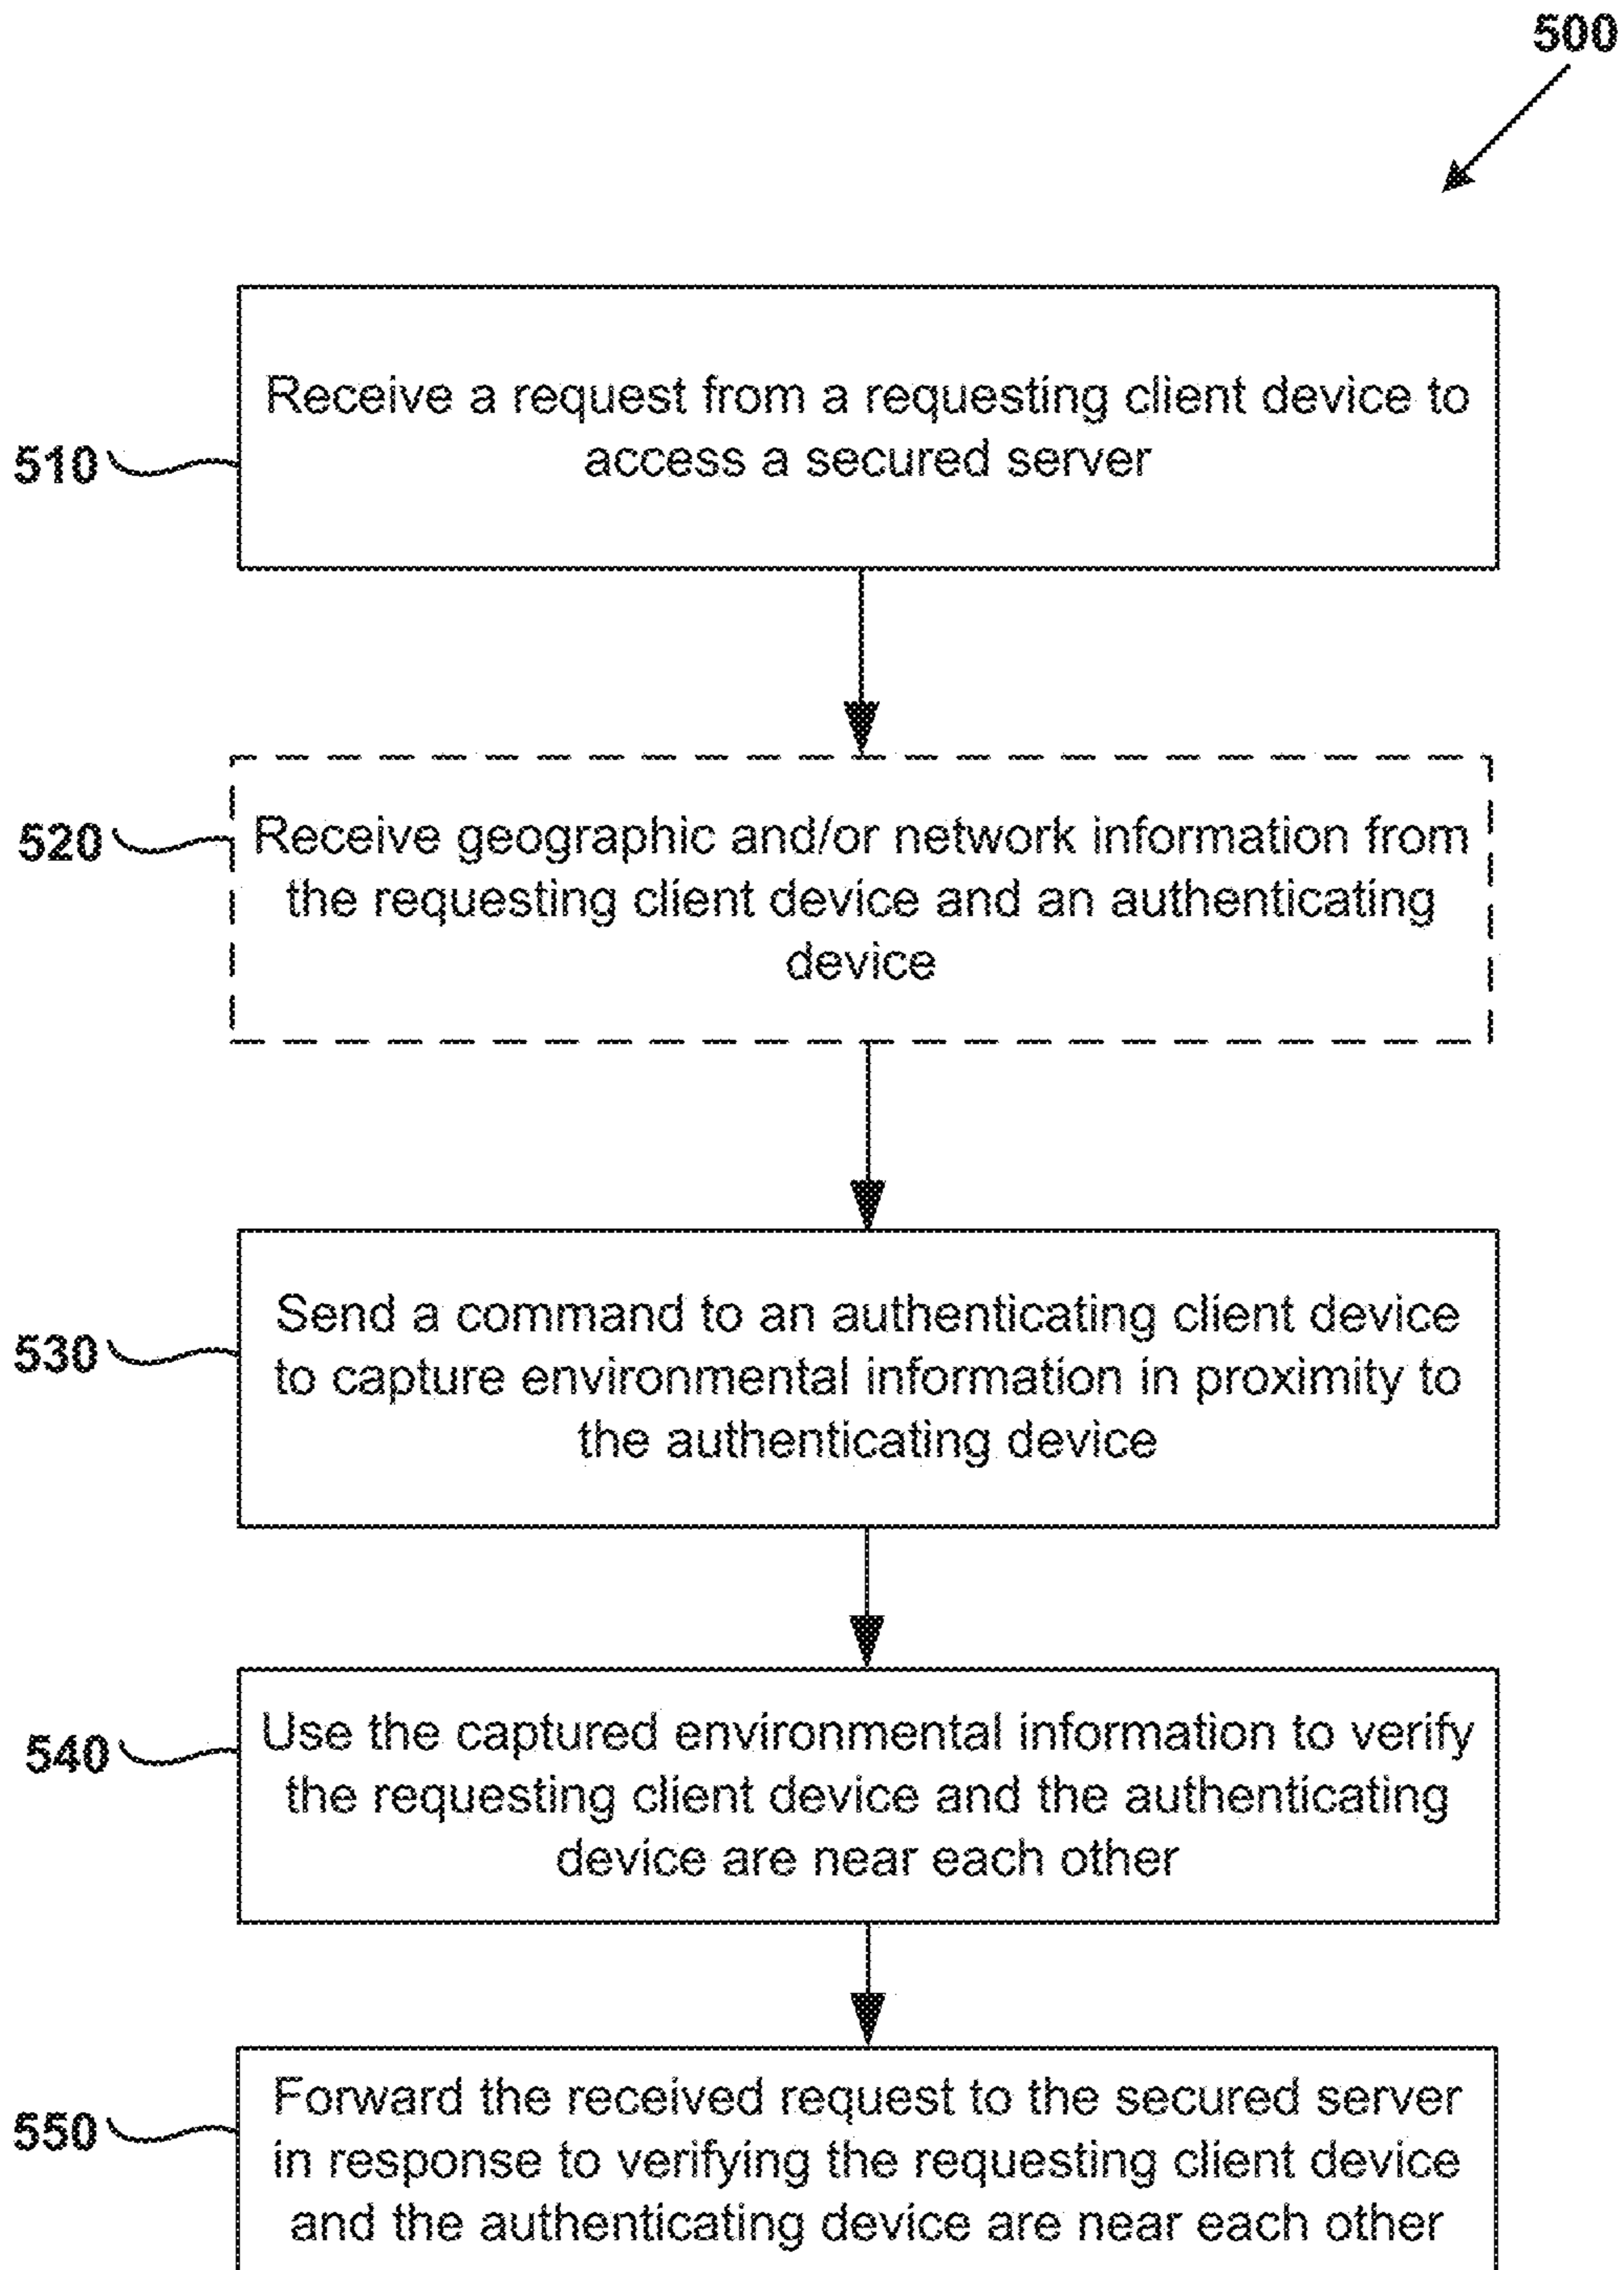 500
510
Receive a request from a requesting client device to
access a secured server
520
Receive geographic and/or network information from
the requesting client device and an authenticating
device
530
Send a command to an authenticating client device
to capture environmental information in proximity to
the authenticating device
540
Use the captured environmental information to verify
the requesting client device and the authenticating
device are near each other
550
Forward the received request to the secured server
in response to verifying the requesting client device
and the authenticating device are near each other